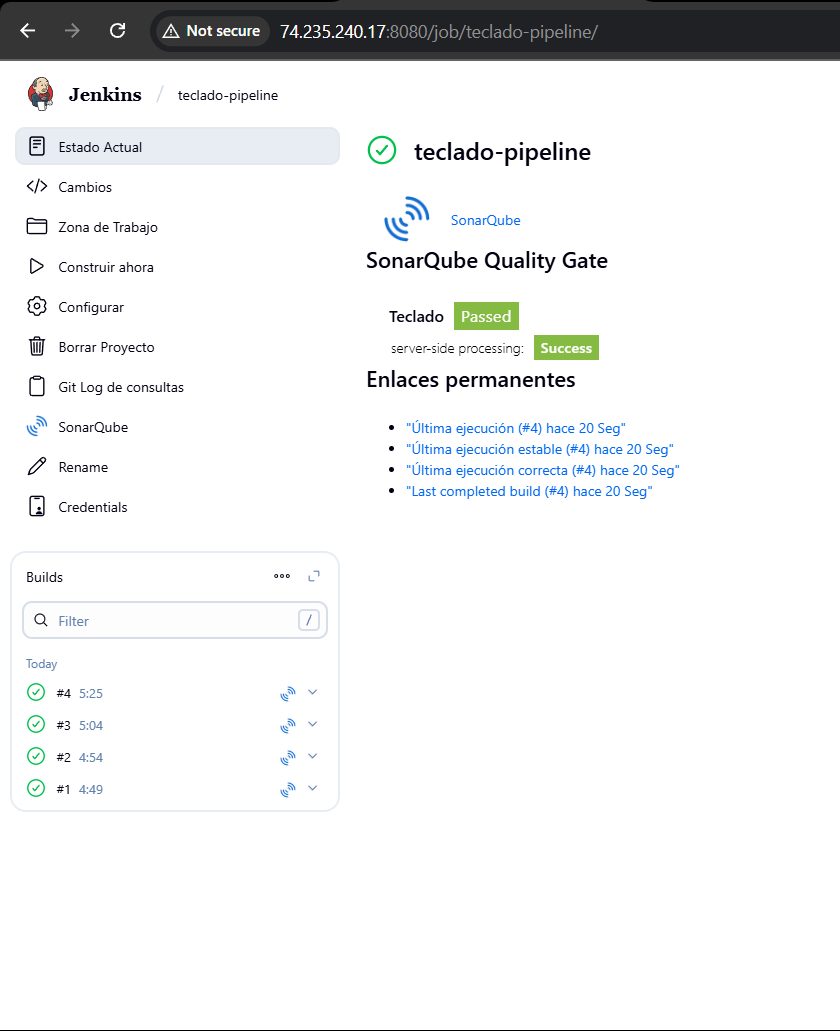 Not secure 74.235.240.17:8080/job/teclado-pipeline/
Jenkins / teclado-pipeline
Estado Actual
Cambios
Zona de Trabajo
Construir ahora
Configurar
Borrar Proyecto
Git Log de consultas
SonarQube
Rename
Credentials
Builds
Filter /
Today
#4 5:25
#3 5:04
#2 4:54
#1 4:49
teclado-pipeline
SonarQube
SonarQube Quality Gate
Teclado Passed
server-side processing: Success
Enlaces permanentes
"Última ejecución (#4) hace 20 Seg"
"Última ejecución estable (#4) hace 20 Seg"
"Última ejecución correcta (#4) hace 20 Seg"
"Last completed build (#4) hace 20 Seg"